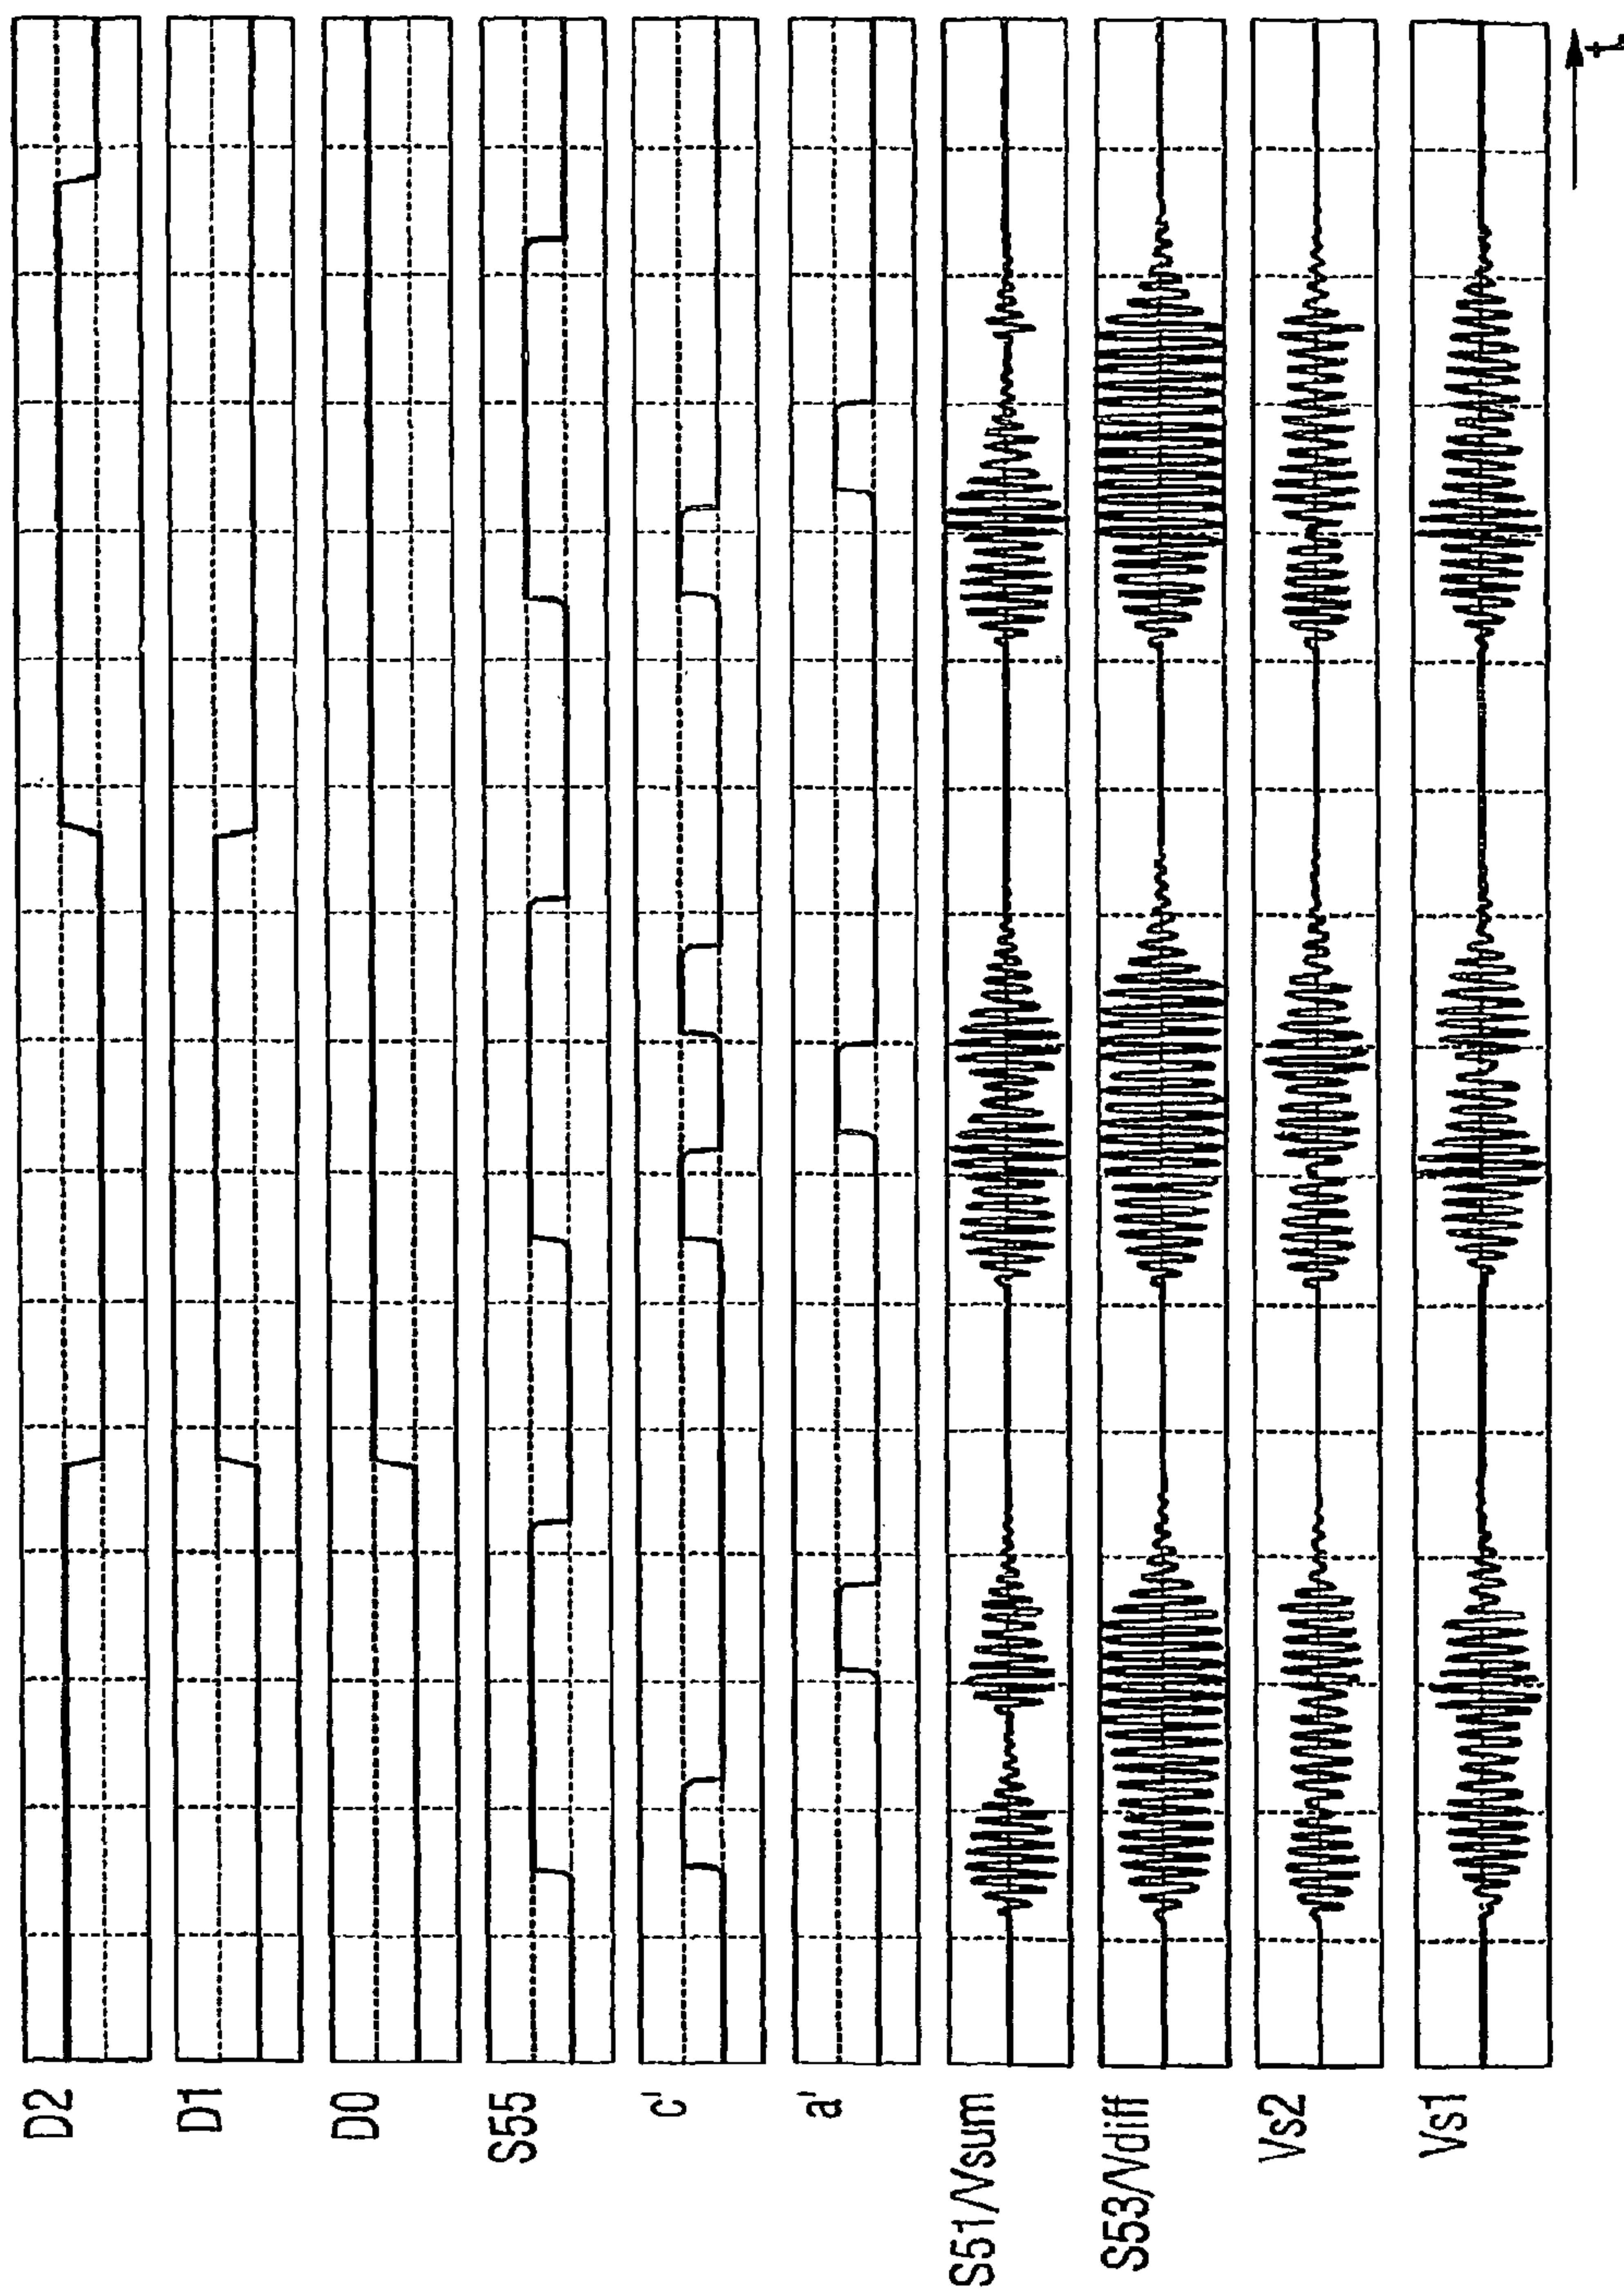 D2
D1
D0
S55
c'
a'
S51/Vsum
S53/Vdiff
Vs2
Vs1
t